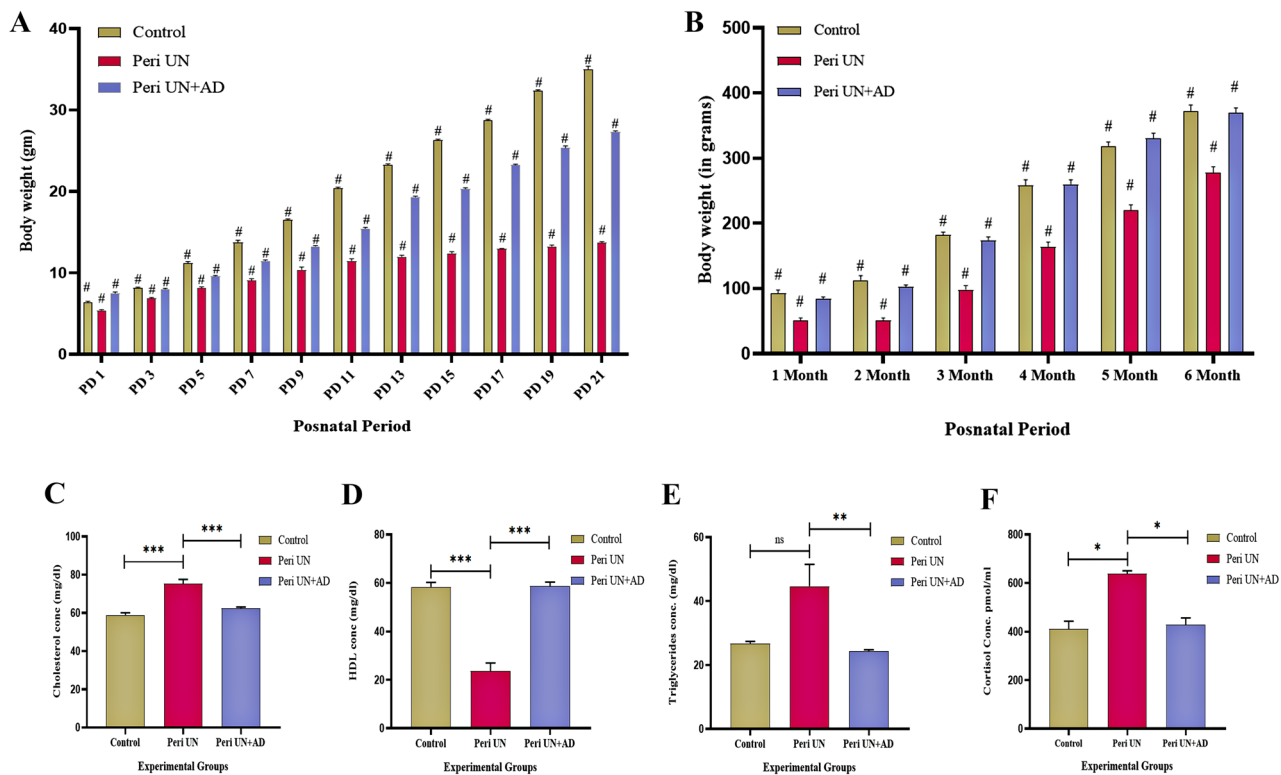 A
Control
Peri UN
Peri UN+AD
Body weight (gm)
40
30
20
10
0
# # # # # # # # # # # # # # # # # # # # # # # # # # # # # # # # #
PD 1 PD 3 PD 5 PD 7 PD 9 PD 11 PD 13 PD 15 PD 17 PD 19 PD 21
Posnatal Period
B
Control
Peri UN
Peri UN+AD
Body weight (in grams)
500
400
300
200
100
0
# # # # # # # # # # # # # # # # # #
1 Month 2 Month 3 Month 4 Month 5 Month 6 Month
Posnatal Period
C
Control
Peri UN
Peri UN+AD
*** ***
Cholesterol conc (mg/dl)
100
80
60
40
20
0
Control Peri UN Peri UN+AD
Experimental Groups
D
Control
Peri UN
Peri UN+AD
*** ***
HDL conc (mg/dl)
80
60
40
20
0
Control Peri UN Peri UN+AD
Experimental Groups
E
Control
Peri UN
Peri UN+AD
ns **
Triglycerides conc. (mg/dl)
60
40
20
0
Control Peri UN Peri UN+AD
Experimental Groups
F
Control
Peri UN
Peri UN+AD
* *
Cortisol Conc. pmol/ml
800
600
400
200
0
Control Peri UN Peri UN+AD
Experimental Groups